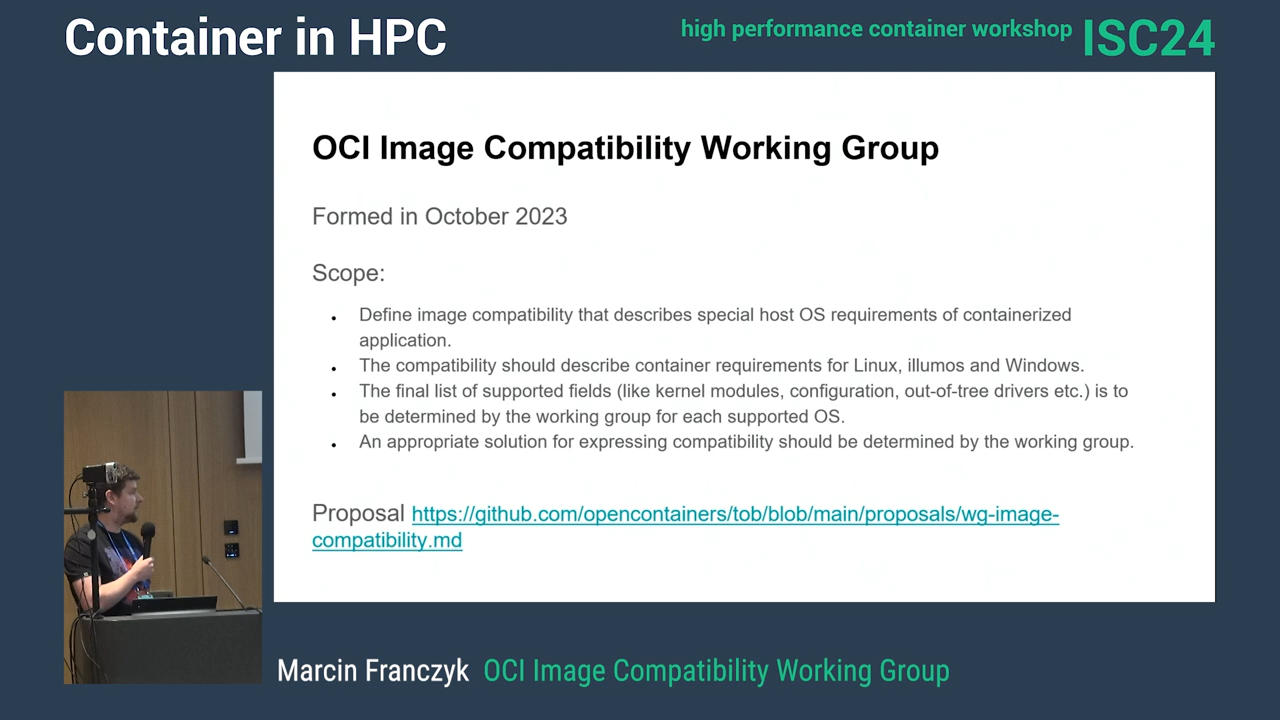 Container in HPC
high performance container workshop ISC24
OCI Image Compatibility Working Group
Formed in October 2023
Scope:
• Define image compatibility that describes special host OS requirements of containerized
application.
• The compatibility should describe container requirements for Linux, illumos and Windows.
• The final list of supported fields (like kernel modules, configuration, out-of-tree drivers etc.) is to
be determined by the working group for each supported OS.
• An appropriate solution for expressing compatibility should be determined by the working group.
Proposal https://github.com/opencontainers/tob/blob/main/proposals/wg-image-
compatibility.md
Marcin Franczyk OCI Image Compatibility Working Group